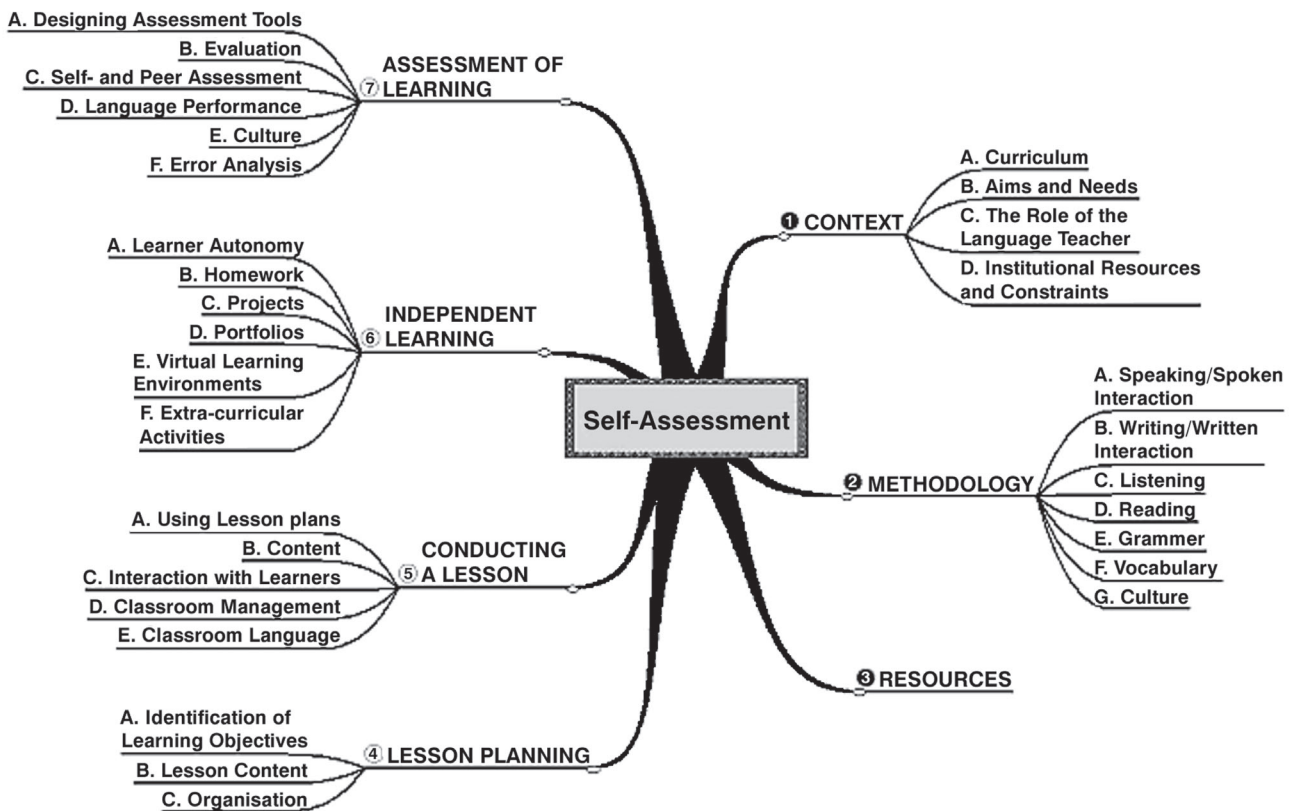 Self-Assessment
❶ CONTEXT
A. Curriculum
B. Aims and Needs
C. The Role of the
Language Teacher
D. Institutional Resources
and Constraints
❷ METHODOLOGY
A. Speaking/Spoken
Interaction
B. Writing/Written
Interaction
C. Listening
D. Reading
E. Grammer
F. Vocabulary
G. Culture
❸ RESOURCES
④ LESSON PLANNING
A. Identification of
Learning Objectives
B. Lesson Content
C. Organisation
⑤ CONDUCTING
A LESSON
A. Using Lesson plans
B. Content
C. Interaction with Learners
D. Classroom Management
E. Classroom Language
⑥ INDEPENDENT
LEARNING
A. Learner Autonomy
B. Homework
C. Projects
D. Portfolios
E. Virtual Learning
Environments
F. Extra-curricular
Activities
⑦ ASSESSMENT OF
LEARNING
A. Designing Assessment Tools
B. Evaluation
C. Self- and Peer Assessment
D. Language Performance
E. Culture
F. Error Analysis